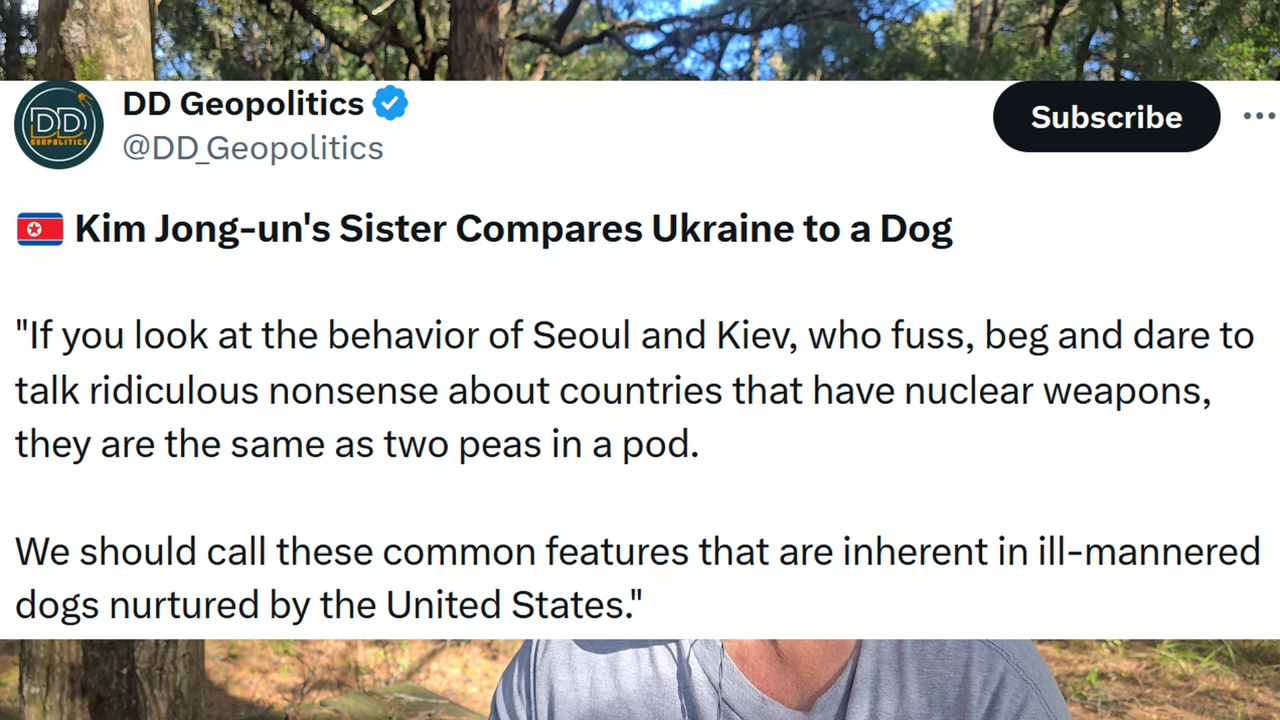 DD
GEOPOLITICS
DD Geopolitics
@DD_Geopolitics
Subscribe
Kim Jong-un's Sister Compares Ukraine to a Dog
"If you look at the behavior of Seoul and Kiev, who fuss, beg and dare to
talk ridiculous nonsense about countries that have nuclear weapons,
they are the same as two peas in a pod.
We should call these common features that are inherent in ill-mannered
dogs nurtured by the United States."